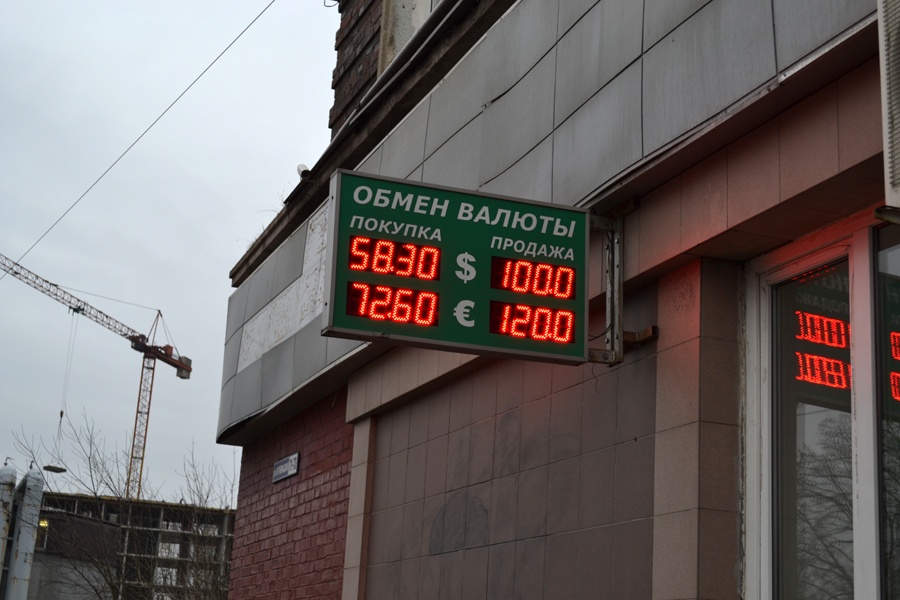 ОБМЕН ВАЛЮТЫ
ПОКУПКА ПРОДАЖА
58.30 $ 100.0
72.60 € 120.0